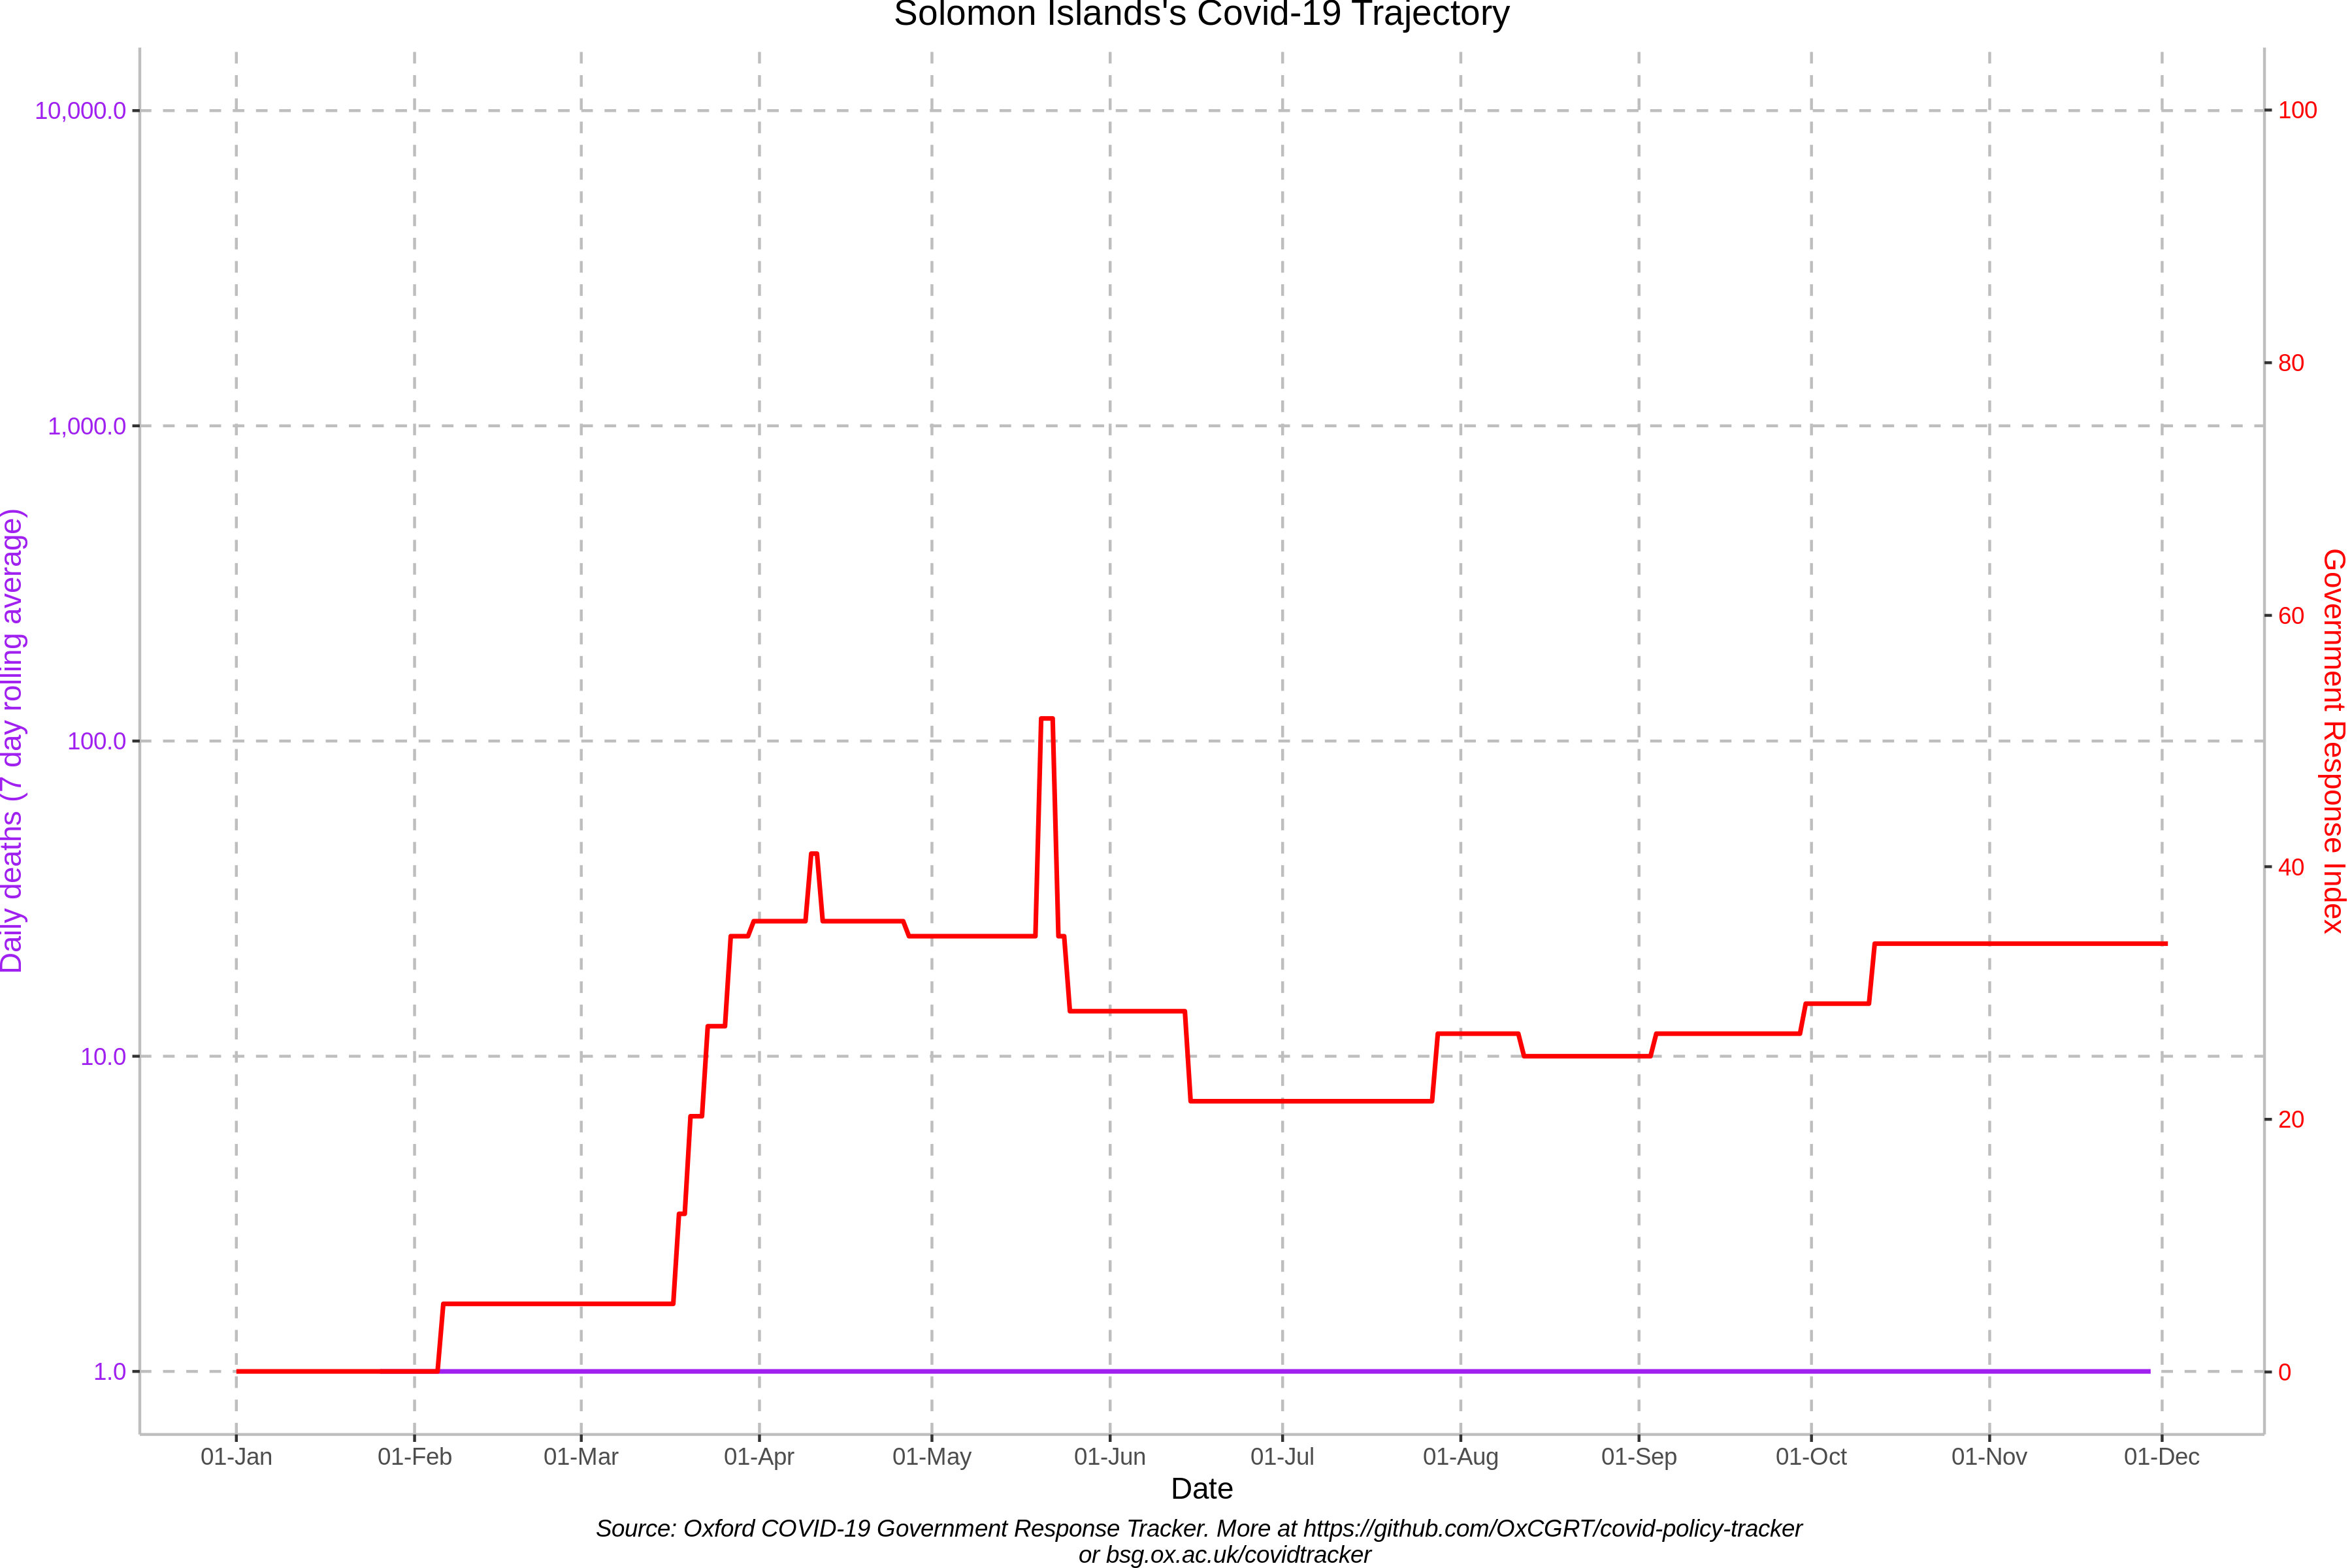 Solomon Islands's Covid-19 Trajectory
10,000.0
1,000.0
100.0
10.0
1.0
Daily deaths (7 day rolling average)
100
80
60
40
20
0
Government Response Index
01-Jan 01-Feb 01-Mar 01-Apr 01-May 01-Jun 01-Jul 01-Aug 01-Sep 01-Oct 01-Nov 01-Dec
Date
Source: Oxford COVID-19 Government Response Tracker. More at https://github.com/OxCGRT/covid-policy-tracker
or bsg.ox.ac.uk/covidtracker